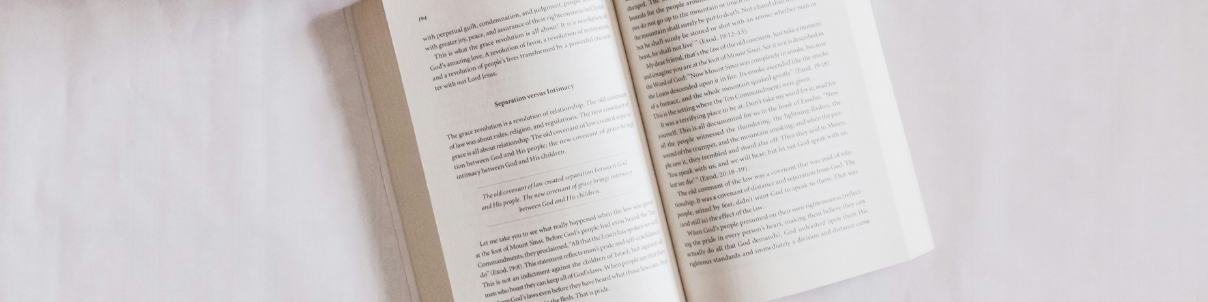 194
with perpetual guilt, condemnation, and judgment, people
with greater joy, peace, and assurance of their righteousness
This is what the grace revolution is all about! It is a revolution of
God's amazing love. A revolution of favor, a revolution of
and a revolution of people's lives transformed by a powerful
ter with our Lord Jesus.
Separation versus Intimacy
The grace revolution is a revolution of relationship. The old covenant
of law was about rules, religion, and regulations. The new covenant of
grace is all about relationship. The old covenant of law created separa-
tion between God and His people; the new covenant of grace brings
intimacy between God and His children.
The old covenant of law created separation between God
and His people. The new covenant of grace brings intimacy
between God and His children.
Let me take you to see what really happened when the law was given
at the foot of Mount Sinai. Before God's people had even heard the Ten
Commandments, they proclaimed, "All that the LORD has spoken we will
do" (Exod. 19:8). This statement reflects man's pride and self-confidence.
This is not an indictment against the children of Israel, but against all
men who boast they can keep all of God's laws. When people say that they
God's laws even before they have heard what those laws are,
in the flesh. That is pride.
changed. The
bounds for the people around
you do not go up to the mountain or touch
the mountain shall surely be put to death. Not a hand shall touch
but he shall surely be stoned or shot with an arrow; whether man or
beast, he shall not live'" (Exod. 19:12–13).
My dear friend, that's the law of the old covenant. Just take a moment
and imagine you are at the foot of Mount Sinai. See it as it is described in
the Word of God: "Now Mount Sinai was completely in smoke, because
the LORD descended upon it in fire. Its smoke ascended like the smoke
of a furnace, and the whole mountain quaked greatly" (Exod. 19:18).
This is the setting where the Ten Commandments were given.
It was a terrifying place to be at. Don't take my word for it; read for
yourself. This is all documented for us in the book of Exodus: "Now
all the people witnessed the thunderings, the lightning flashes, the
sound of the trumpet, and the mountain smoking; and when the peo-
ple saw it, they trembled and stood afar off. Then they said to Moses,
'You speak with us, and we will hear; but let not God speak with us,
lest we die'" (Exod. 20:18–19).
The old covenant of the law was a covenant that was void of rela-
tionship. It was a covenant of distance and separation from God. The
people, seized by fear, didn't want God to speak to them. That was
(and still is) the effect of the law.
When God's people presumed on their own righteousness (reflect-
ing the pride in every person's heart, making them believe they can
actually do all that God demands), God unleashed upon them His
righteous standards and immediately a division and distance came